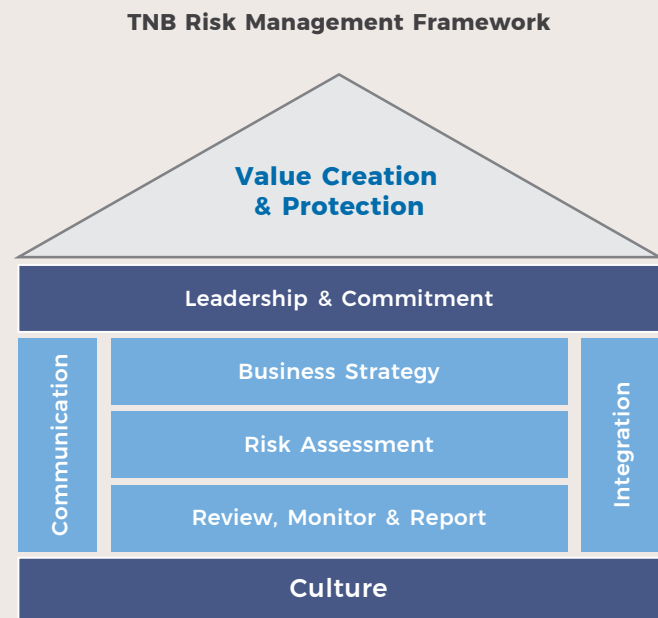 TNB Risk Management Framework
Value Creation
& Protection
Leadership & Commitment
Communication
Business Strategy
Risk Assessment
Review, Monitor & Report
Integration
Culture